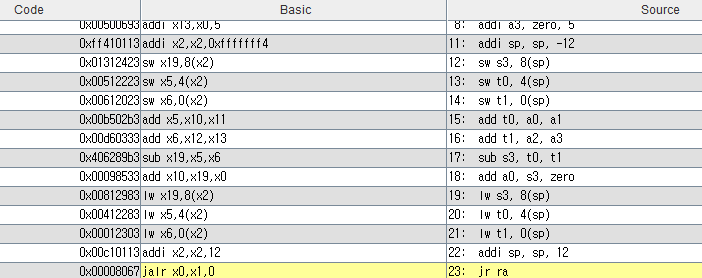 Code Basic Source
0x00500693 addi x13,x0,5 8: addi a3, zero, 5
0xff410113 addi x2,x2,0xfffffff4 11: addi sp, sp, -12
0x01312423 sw x19,8(x2) 12: sw s3, 8(sp)
0x00512223 sw x5,4(x2) 13: sw t0, 4(sp)
0x00612023 sw x6,0(x2) 14: sw t1, 0(sp)
0x00b502b3 add x5,x10,x11 15: add t0, a0, a1
0x00d60333 add x6,x12,x13 16: add t1, a2, a3
0x406289b3 sub x19,x5,x6 17: sub s3, t0, t1
0x00098533 add x10,x19,x0 18: add a0, s3, zero
0x00812983 lw x19,8(x2) 19: lw s3, 8(sp)
0x00412283 lw x5,4(x2) 20: lw t0, 4(sp)
0x00012303 lw x6,0(x2) 21: lw t1, 0(sp)
0x00c10113 addi x2,x2,12 22: addi sp, sp, 12
0x00008067 jalr x0,x1,0 23: jr ra